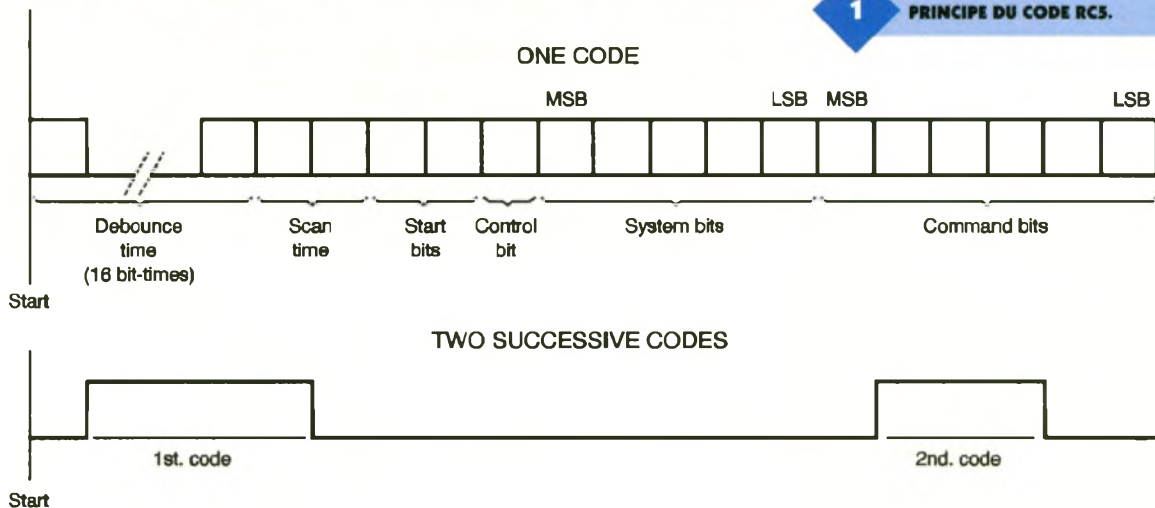 1
PRINCIPE DU CODE RC5.
ONE CODE
MSB LSB MSB LSB
Debounce time (16 bit-times)
Scan time
Start bits
Control bit
System bits
Command bits
Start
TWO SUCCESSIVE CODES
1st. code
2nd. code
Start